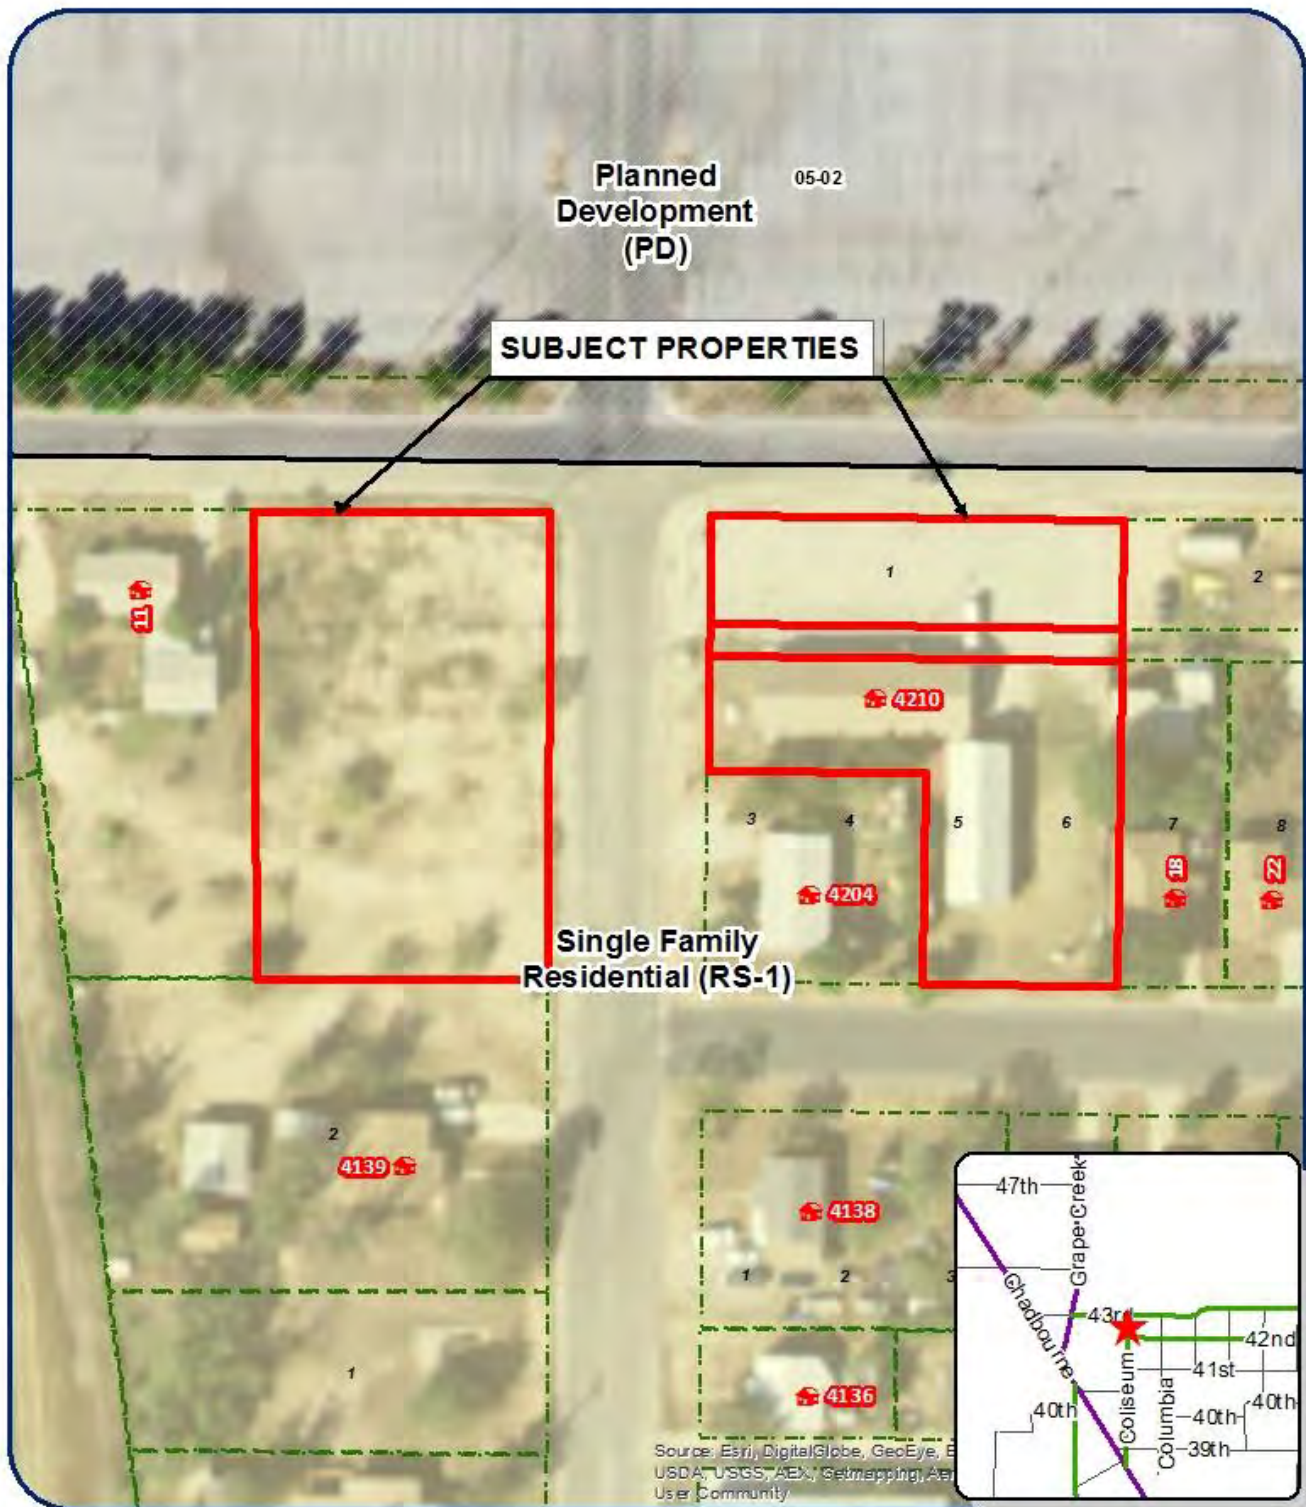 Planned
Development
(PD)
05-02
SUBJECT PROPERTIES
11
1
2
4210
3
4
5
6
7
8
4204
18
22
Single Family
Residential (RS-1)
2
4139
4138
1
2
3
1
4136
47th
Grape Creek
Chadbourne
43rd
42nd
41st
Coliseum
Columbia
40th
40th
40th
39th
Source: Esri, DigitalGlobe, GeoEye, E
USDA, USGS, AEX, Getmapping, Aer
User Community